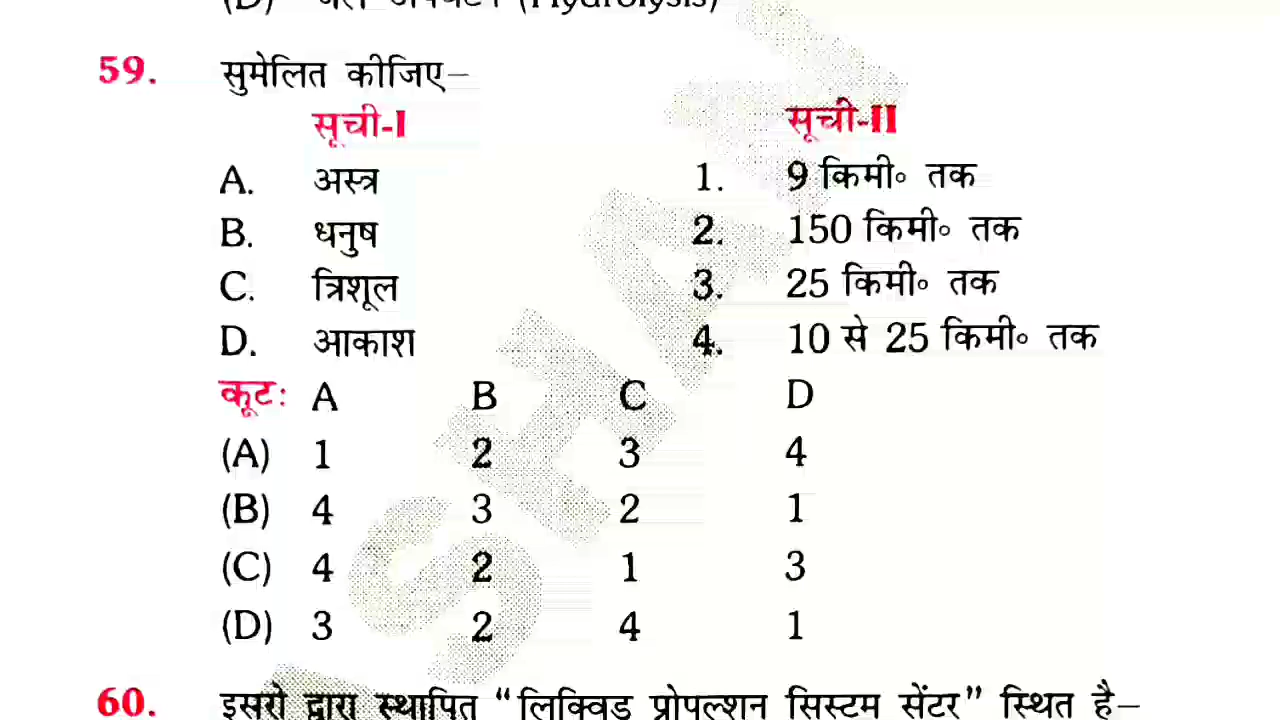 (Hydrolysis)
59. सुमेलित कीजिए–
सूची-I सूची-II
A. अस्त्र 1. 9 किमी॰ तक
B. धनुष 2. 150 किमी॰ तक
C. त्रिशूल 3. 25 किमी॰ तक
D. आकाश 4. 10 से 25 किमी॰ तक
कूटः A B C D
(A) 1 2 3 4
(B) 4 3 2 1
(C) 4 2 1 3
(D) 3 2 4 1
60. इसरो द्वारा स्थापित “लिक्विड प्रोपल्शन सिस्टम सेंटर” स्थित है–